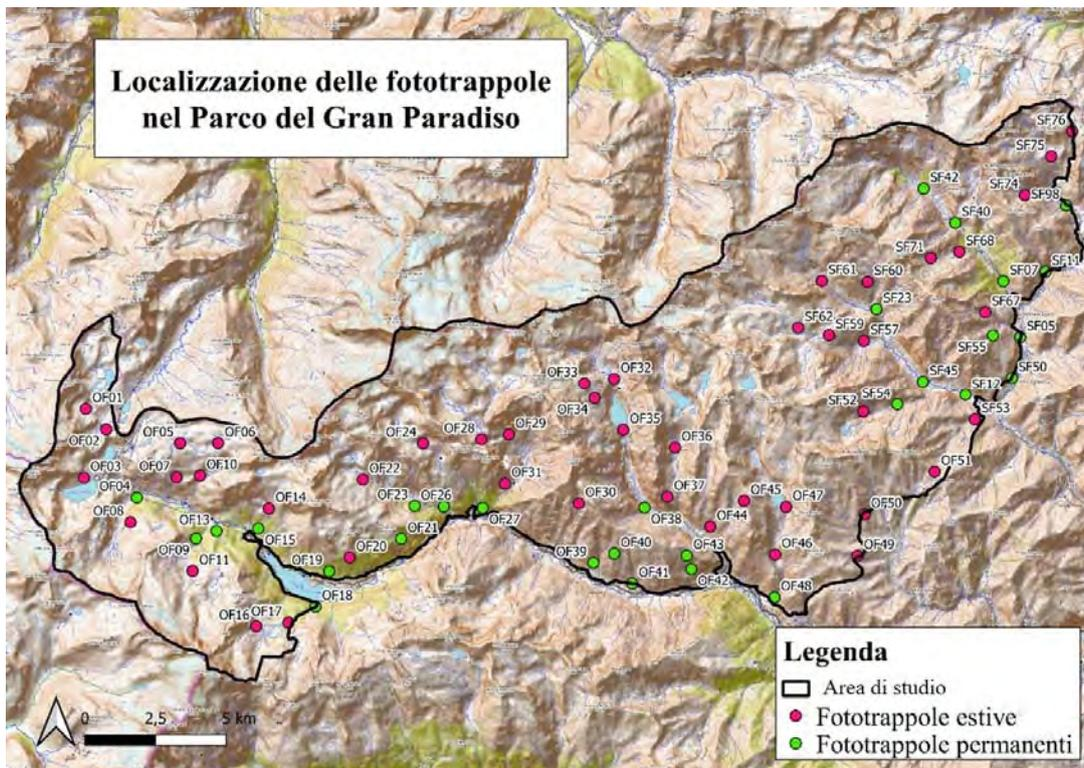 Localizzazione delle fototrappole
nel Parco del Gran Paradiso
SF76
SF75
SF42
SF74
SF98
SF40
SF71
SF68
SF11
SF07
SF61
SF60
SF23
SF67
SF62
SF59
SF57
SF55
SF05
SF45
SF50
SF12
SF54
SF52
SF53
OF33
OF32
OF34
OF35
OF01
OF02
OF05
OF06
OF24
OF28
OF29
OF36
OF03
OF07
OF10
OF22
OF31
OF51
OF04
OF23
OF26
OF30
OF37
OF45
OF47
OF50
OF08
OF14
OF27
OF38
OF44
OF13
OF15
OF21
OF09
OF11
OF19
OF20
OF39
OF40
OF43
OF46
OF49
OF41
OF42
OF48
OF16
OF17
OF18
Legenda
Area di studio
Fototrappole estive
Fototrappole permanenti
0 2,5 5 km